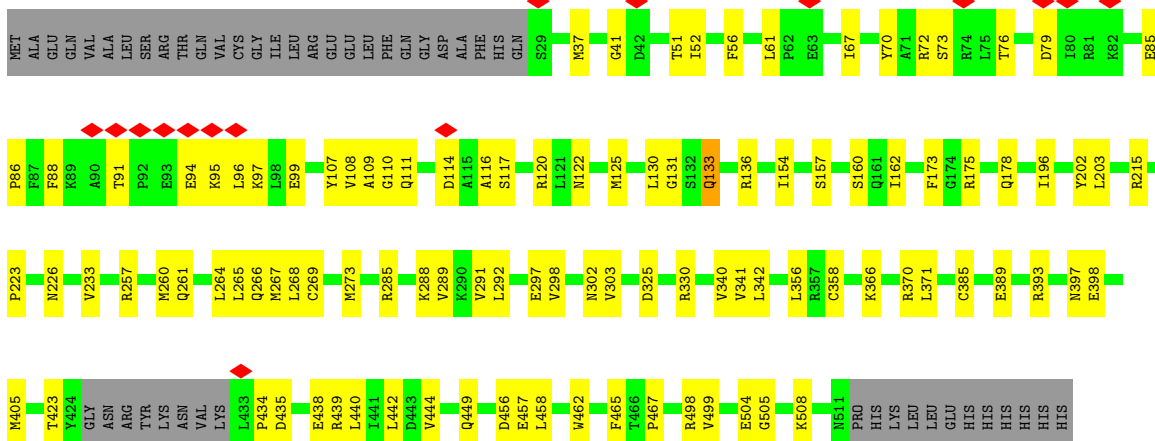 MET ALA GLU GLN VAL ALA LEU SER ARG THR GLN VAL CYS GLY ILE LEU ARG GLU GLU LEU PHE GLN GLY ASP ALA PHE HIS GLN S29 M37 G41 D42 T51 I52 F56 L61 P62 E63 I67 Y70 A71 R72 S73 R74 L75 T76 D79 I80 R81 K82 E85
P86 F87 F88 K89 A90 T91 P92 E93 E94 K95 L96 K97 L98 E99 Y107 V108 A109 G110 Q111 D114 A115 A116 S117 R120 L121 N122 M125 L130 G131 S132 Q133 R136 I154 S157 S160 Q161 I162 F173 G174 R175 Q178 I196 Y202 L203 R215
P223 N226 V233 R257 M260 Q261 L264 L265 Q266 M267 L268 C269 M273 R285 K288 V289 K290 V291 L292 E297 V298 N302 V303 D325 R330 V340 V341 L342 L356 R357 C358 K366 R370 L371 C385 E389 R393 N397 E398
M405 T423 Y424 GLY ASN ARG TYR LYS ASN VAL LYS L433 P434 D435 E438 R439 L440 I441 L442 D443 V444 Q449 D456 E457 L458 W462 F465 T466 P467 R498 V499 E504 G505 K508 N511 PRO HIS LYS LEU LEU GLU HIS HIS HIS HIS HIS HIS